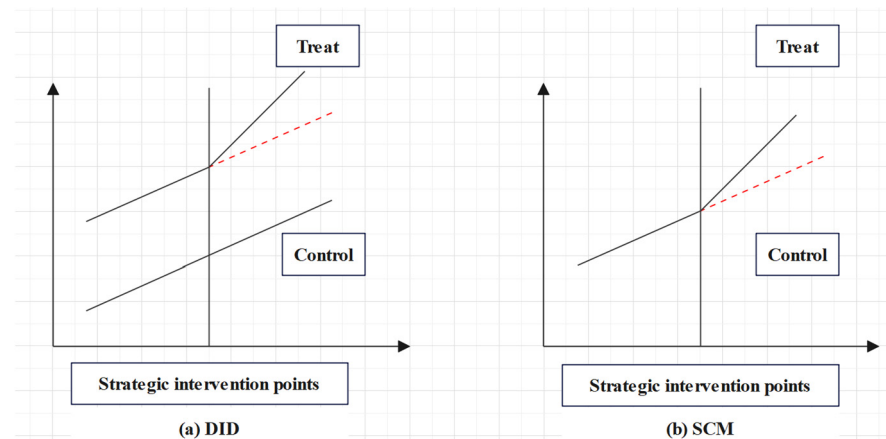 Treat
Control
Strategic intervention points
(a) DID
Treat
Control
Strategic intervention points
(b) SCM